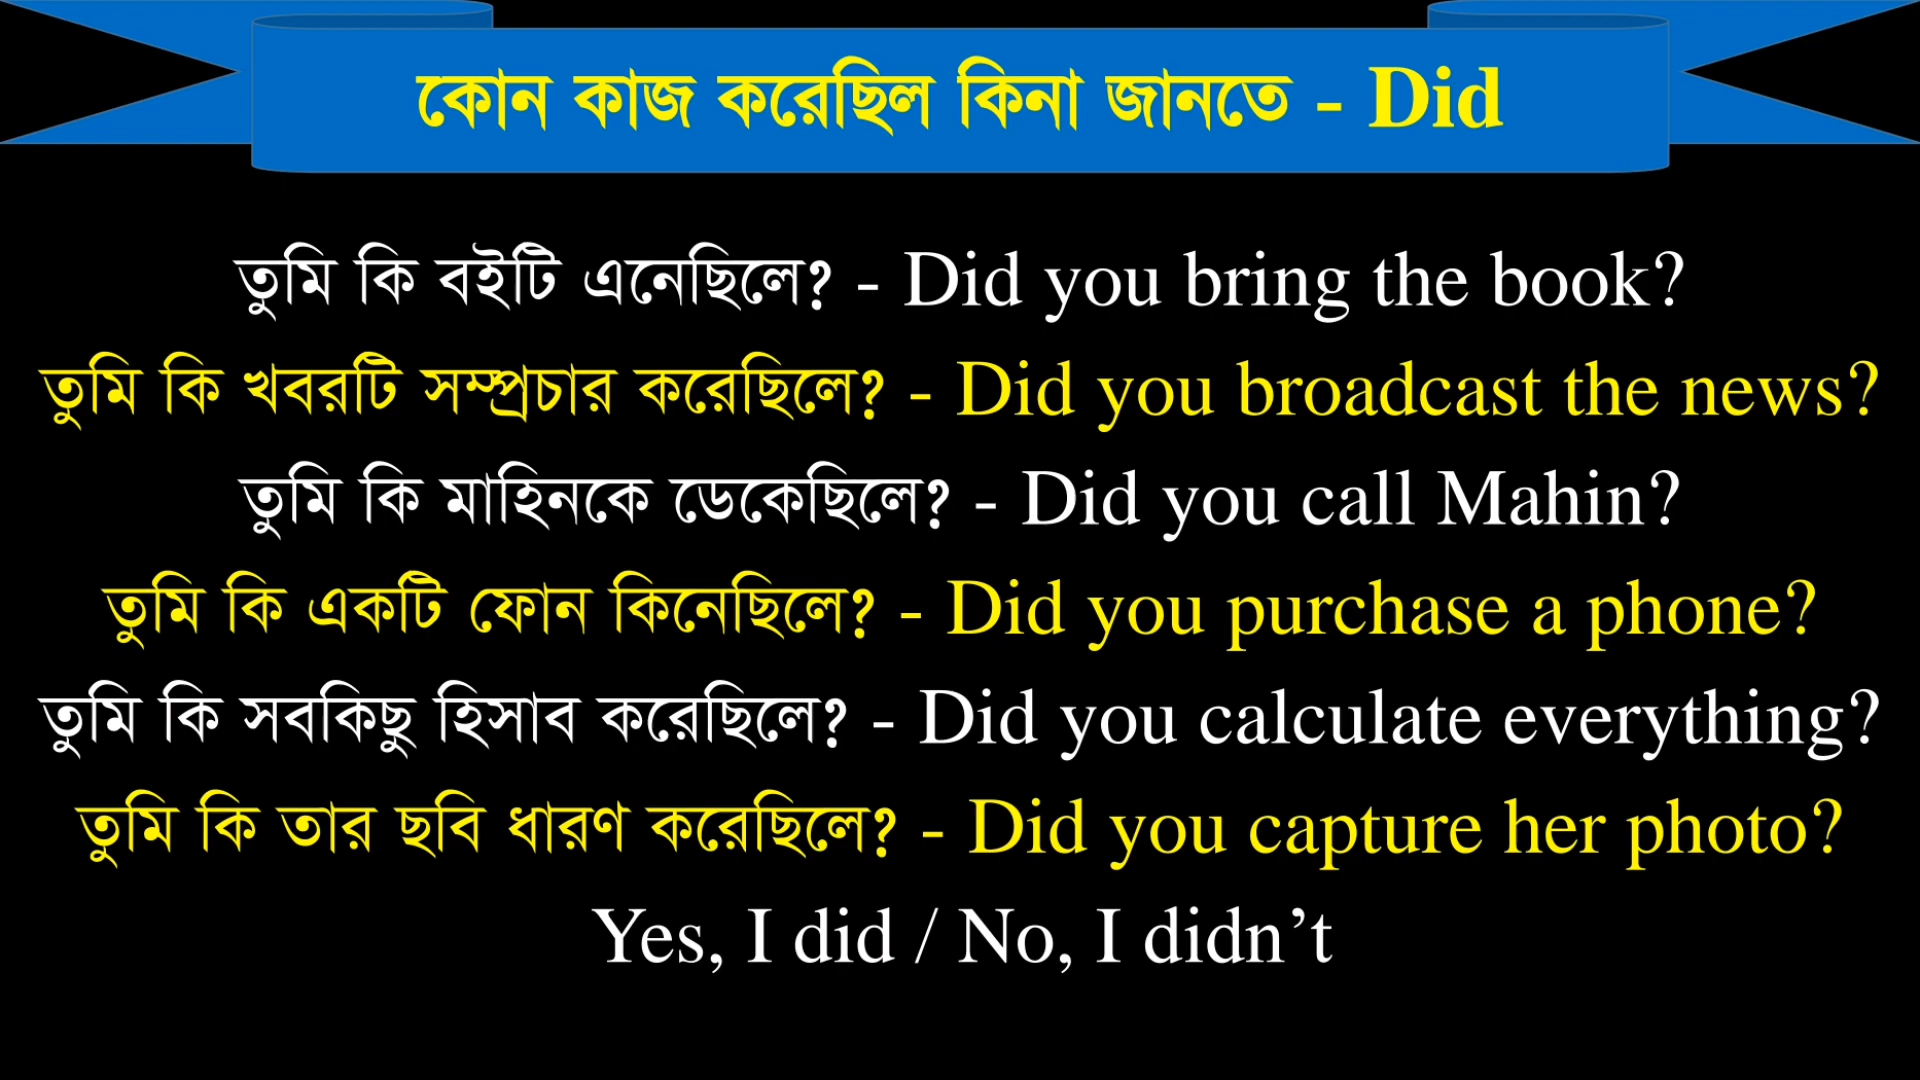 কোন কাজ করেছিল কিনা জানতে - Did
তুমি কি বইটি এনেছিলে? - Did you bring the book?
তুমি কি খবরটি সম্প্রচার করেছিলে? - Did you broadcast the news?
তুমি কি মাহিনকে ডেকেছিলে? - Did you call Mahin?
তুমি কি একটি ফোন কিনেছিলে? - Did you purchase a phone?
তুমি কি সবকিছু হিসাব করেছিলে? - Did you calculate everything?
তুমি কি তার ছবি ধারণ করেছিলে? - Did you capture her photo?
Yes, I did / No, I didn’t